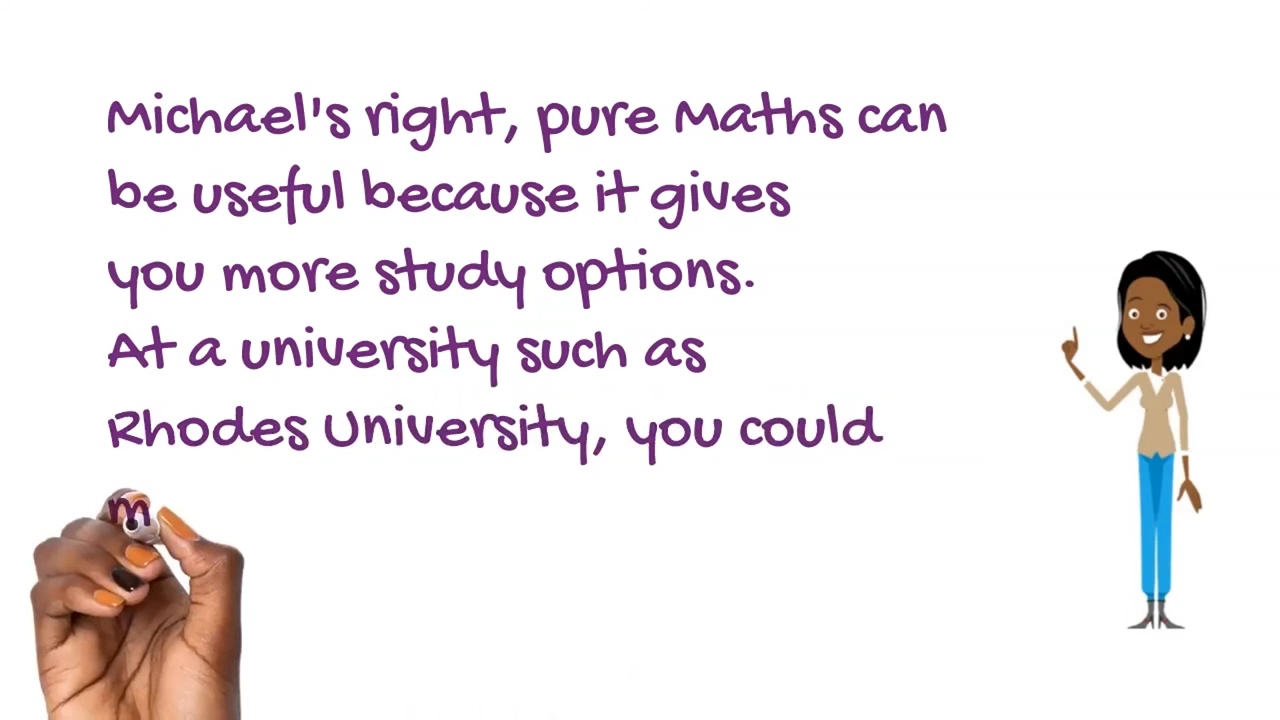 Michael's right, pure Maths can
be useful because it gives
you more study options.
At a university such as
Rhodes University, you could
m